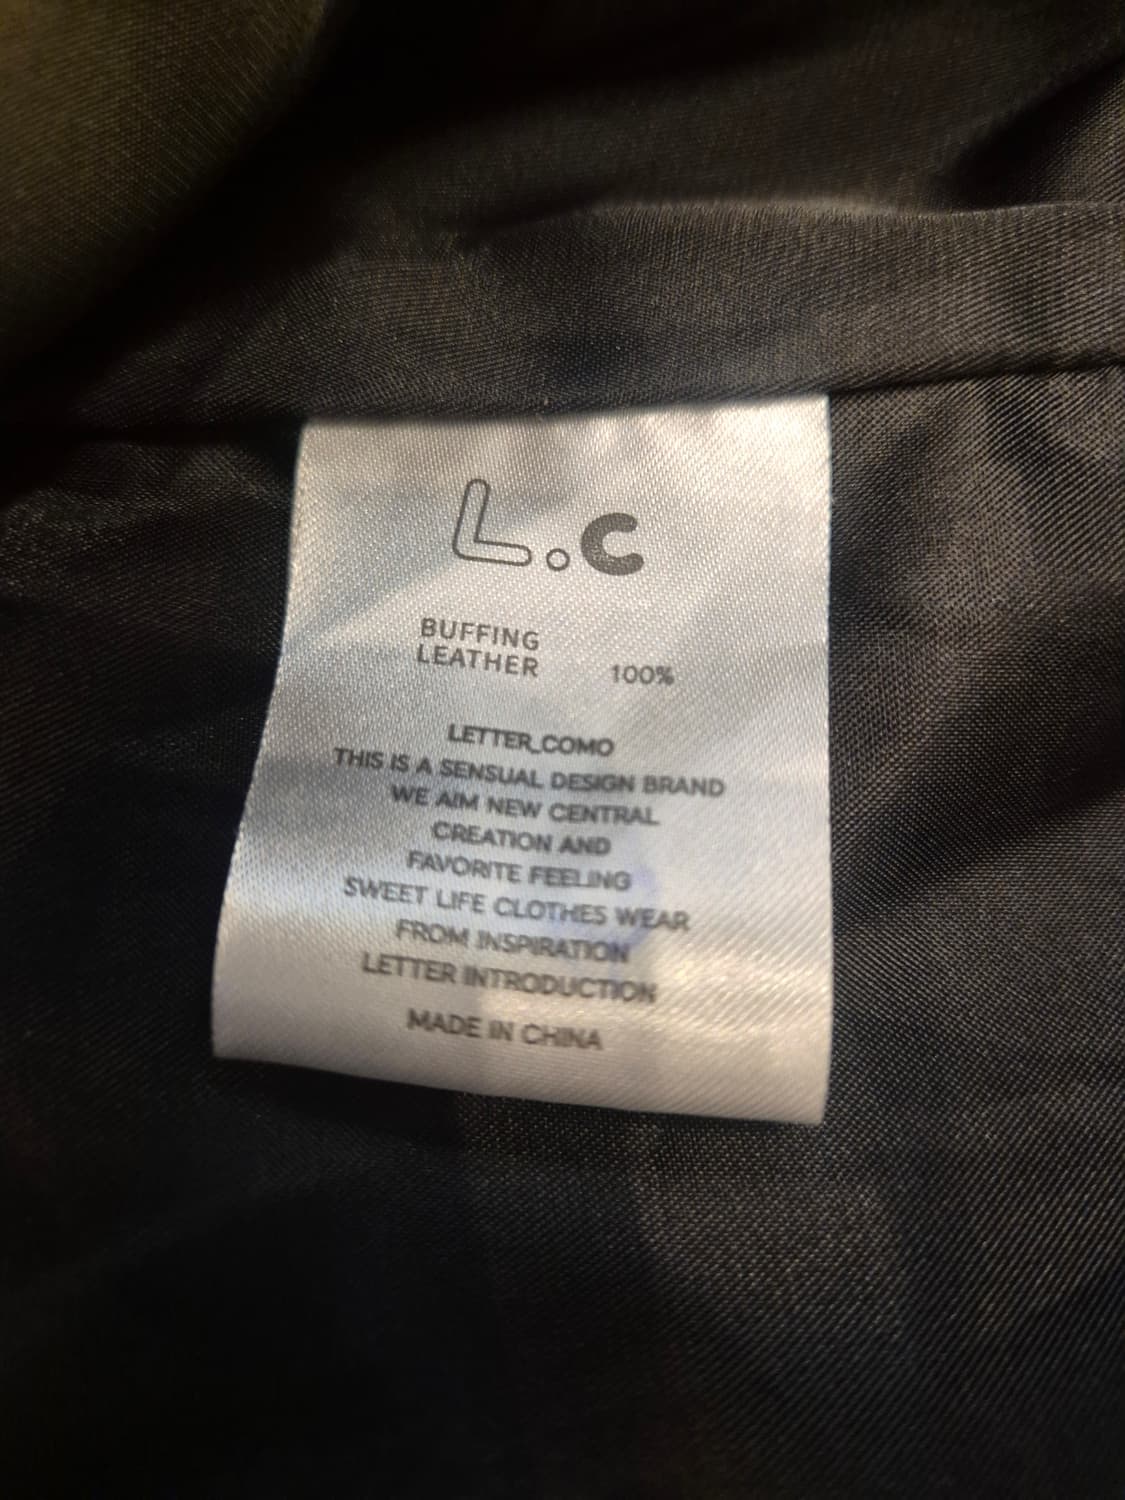 L.c
BUFFING
LEATHER 100%
LETTER_COMO
THIS IS A SENSUAL DESIGN BRAND
WE AIM NEW CENTRAL
CREATION AND
FAVORITE FEELING
SWEET LIFE CLOTHES WEAR
FROM INSPIRATION
LETTER INTRODUCTION
MADE IN CHINA